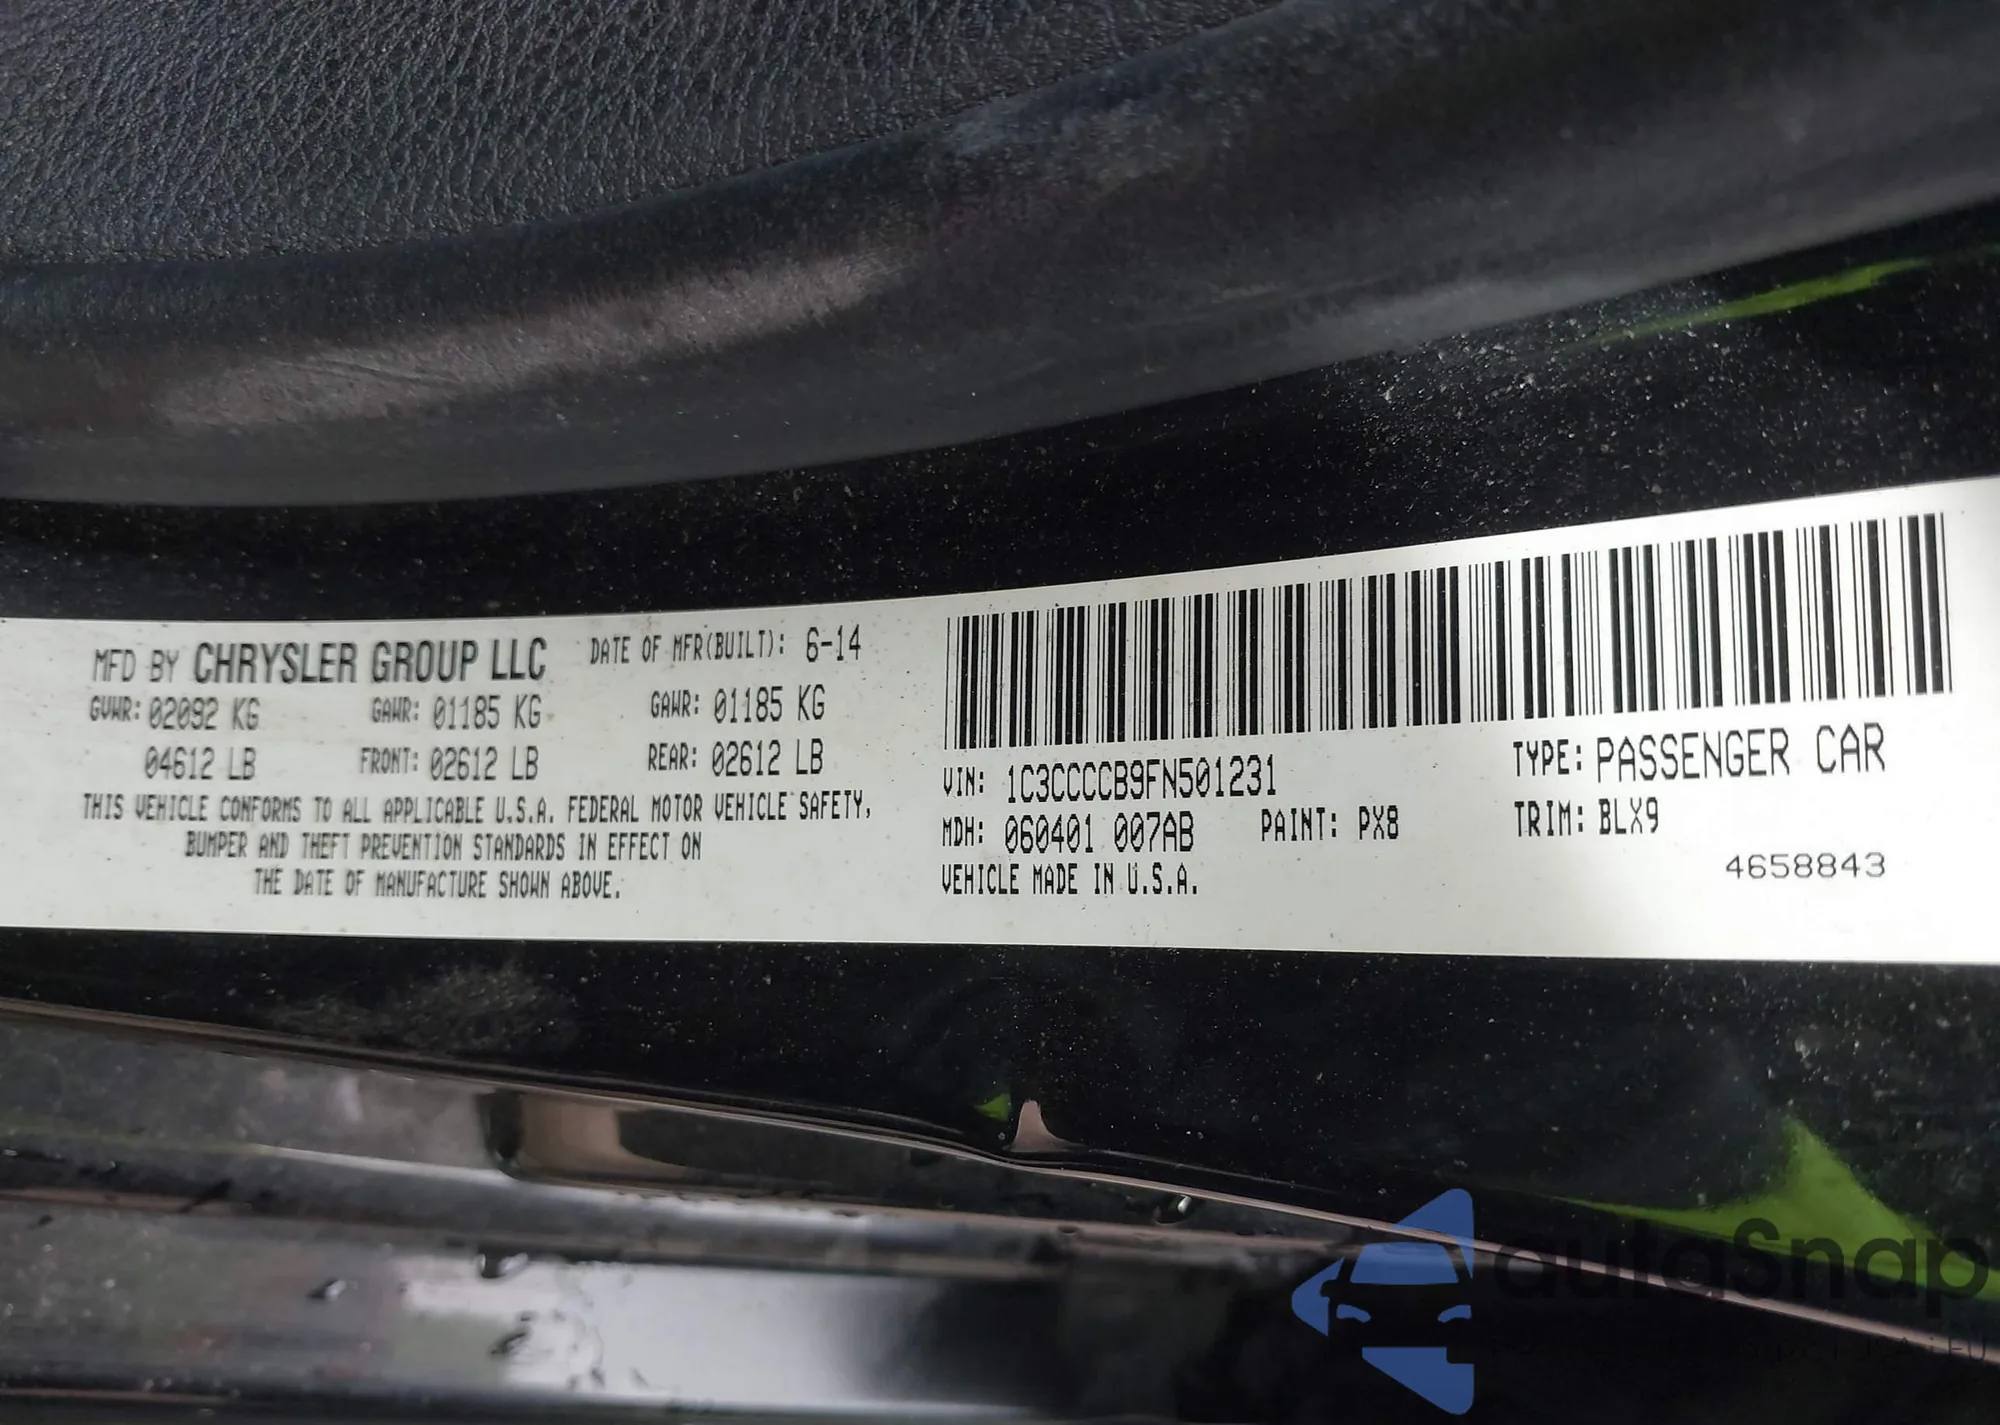 MFD BY CHRYSLER GROUP LLC DATE OF MFR(BUILT): 6-14
GVWR: 02092 KG GAWR: 01185 KG GAWR: 01185 KG
04612 LB FRONT: 02612 LB REAR: 02612 LB
THIS VEHICLE CONFORMS TO ALL APPLICABLE U.S.A. FEDERAL MOTOR VEHICLE SAFETY,
BUMPER AND THEFT PREVENTION STANDARDS IN EFFECT ON
THE DATE OF MANUFACTURE SHOWN ABOVE.
VIN: 1C3CCCCB9FN501231 TYPE: PASSENGER CAR
MDH: 060401 007AB PAINT: PX8 TRIM: BLX9
VEHICLE MADE IN U.S.A. 4658843
autoSnap